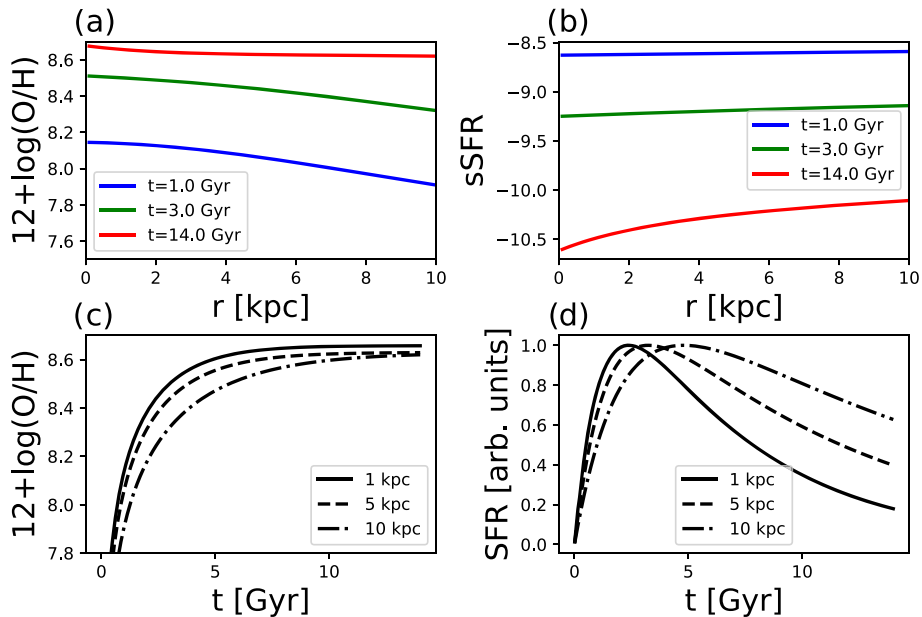 (a)
12+log(O/H)
8.6
8.4
8.2
8.0
7.8
7.6
t=1.0 Gyr
t=3.0 Gyr
t=14.0 Gyr
0 2 4 6 8 10
r [kpc]
(b)
sSFR
−8.5
−9.0
−9.5
−10.0
−10.5
t=1.0 Gyr
t=3.0 Gyr
t=14.0 Gyr
0 2 4 6 8 10
r [kpc]
(c)
12+log(O/H)
8.6
8.4
8.2
8.0
7.8
1 kpc
5 kpc
10 kpc
0 5 10
t [Gyr]
(d)
SFR [arb. units]
1.0
0.8
0.6
0.4
0.2
0.0
1 kpc
5 kpc
10 kpc
0 5 10
t [Gyr]